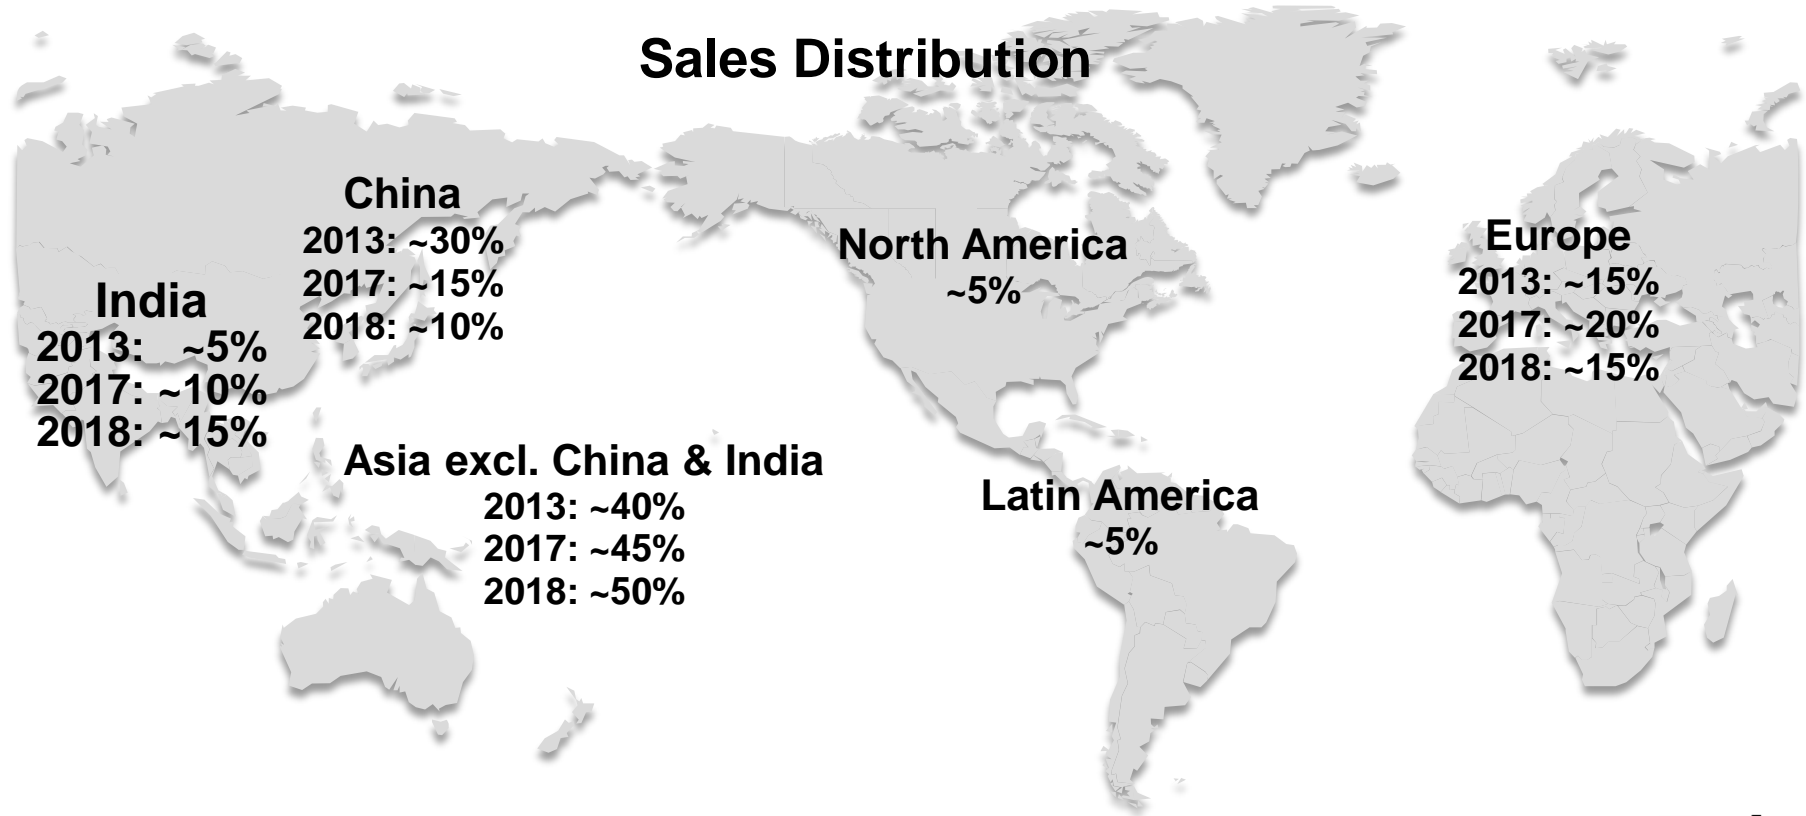 Sales Distribution
China
2013: ~30%
2017: ~15%
2018: ~10%
India
2013: ~5%
2017: ~10%
2018: ~15%
Asia excl. China & India
2013: ~40%
2017: ~45%
2018: ~50%
North America
~5%
Latin America
~5%
Europe
2013: ~15%
2017: ~20%
2018: ~15%